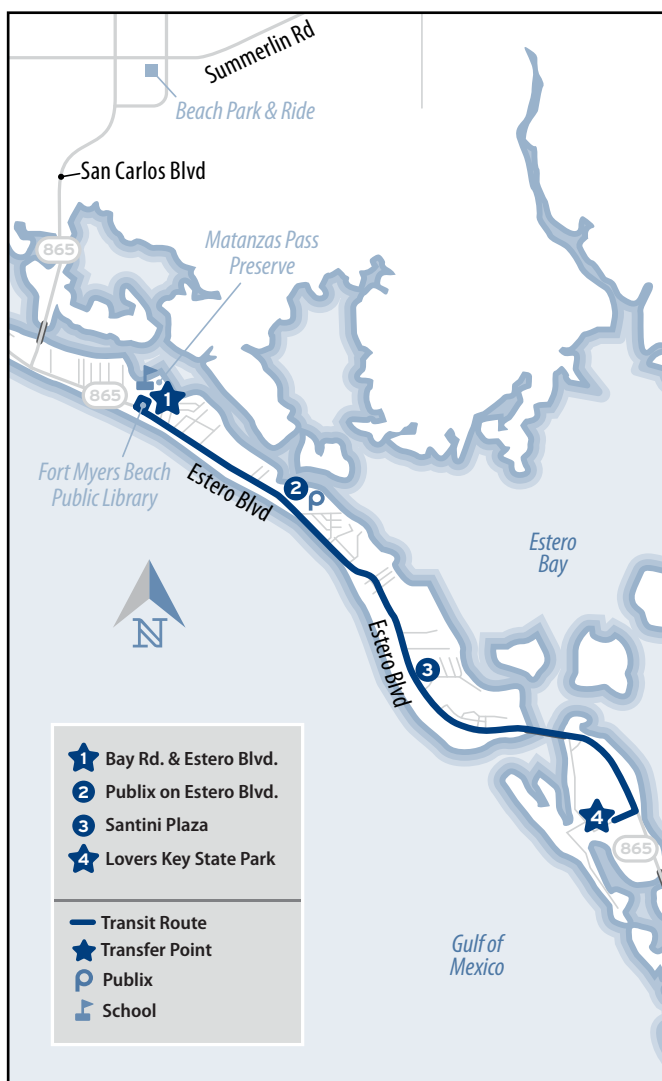 Summerlin Rd
Beach Park & Ride
San Carlos Blvd
865
Matanzas Pass
Preserve
865
1
Fort Myers Beach
Public Library
Estero Blvd
2
Estero
Bay
N
Estero Blvd
3
4
865
Gulf of
Mexico
1 Bay Rd. & Estero Blvd.
2 Publix on Estero Blvd.
3 Santini Plaza
4 Lovers Key State Park
Transit Route
Transfer Point
Publix
School